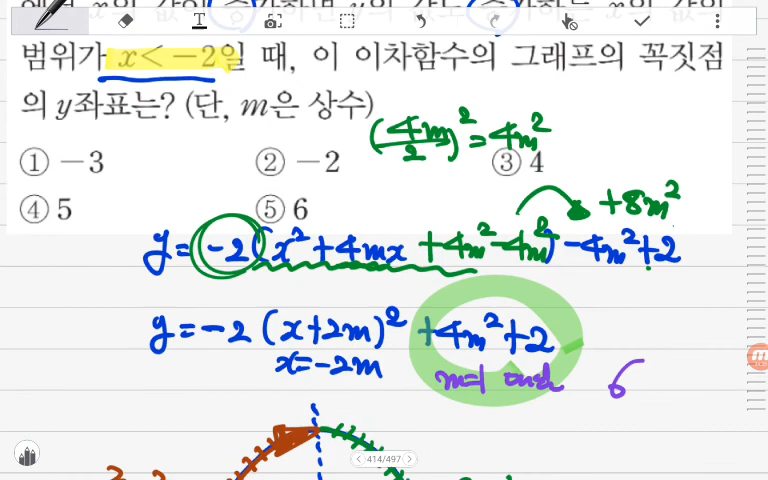 범위가 x<-2일 때, 이 이차함수의 그래프의 꼭짓점
의 y좌표는? (단, m은 상수)
(4m/2)² = 4m²
① -3 ② -2 ③ 4
④ 5 ⑤ 6
+8m²
y = -2(x²+4mx +4m²-4m²) -4m²+2
y = -2(x+2m)² +4m²+2
x=-2m
m=1 6
414/497